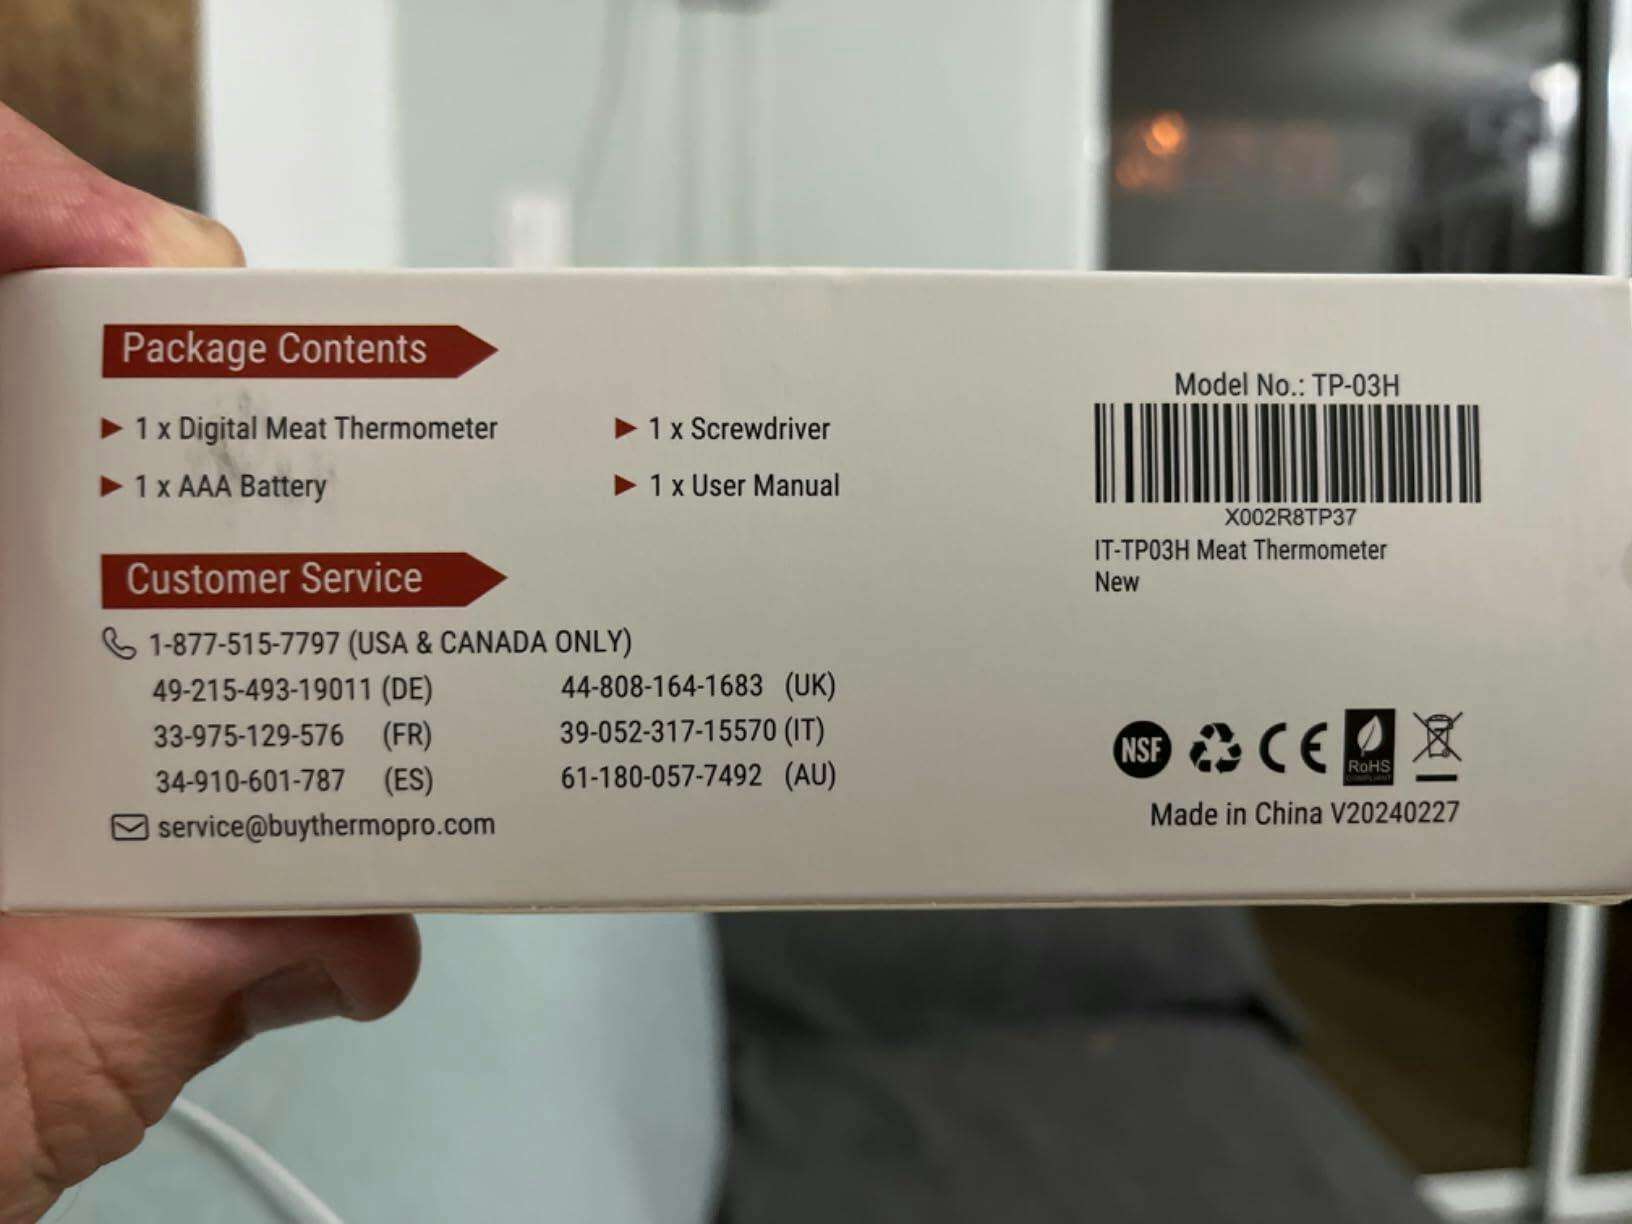 Package Contents
1 x Digital Meat Thermometer
1 x Screwdriver
1 x AAA Battery
1 x User Manual
Customer Service
1-877-515-7797 (USA & CANADA ONLY)
49-215-493-19011 (DE)
44-808-164-1683 (UK)
33-975-129-576 (FR)
39-052-317-15570 (IT)
34-910-601-787 (ES)
61-180-057-7492 (AU)
service@buythermopro.com
Model No.: TP-03H
X002R8TP37
IT-TP03H Meat Thermometer
New
NSF CE RoHS
COMPLIANT
Made in China V20240227